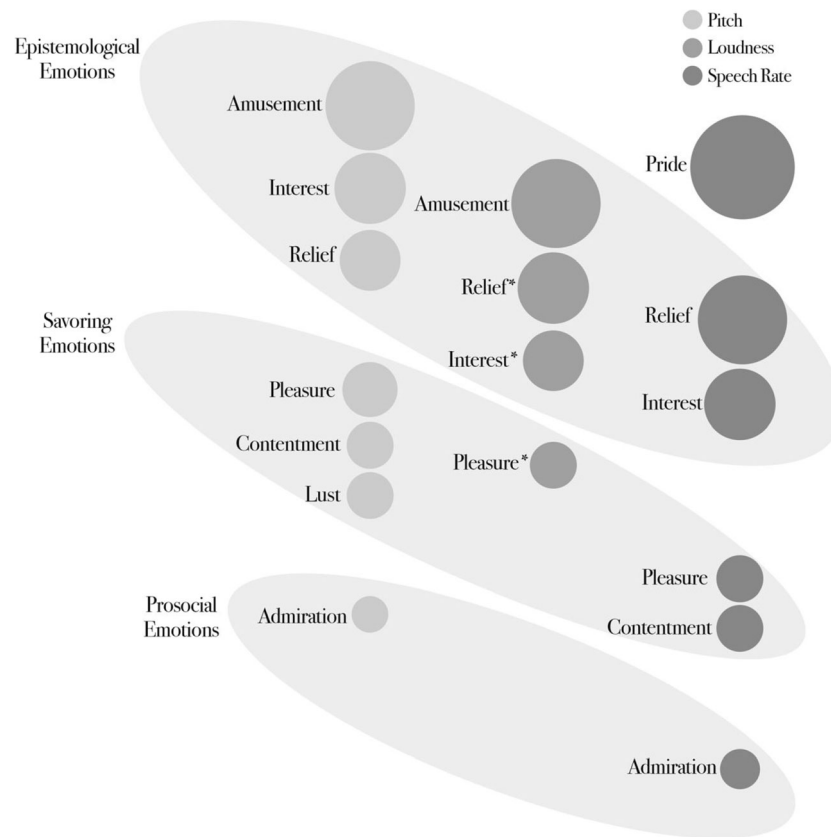 Epistemological
Emotions
Pitch
Loudness
Speech Rate
Amusement
Interest
Relief
Amusement
Relief*
Interest*
Pride
Relief
Interest
Savoring
Emotions
Pleasure
Contentment
Lust
Pleasure*
Pleasure
Contentment
Prosocial
Emotions
Admiration
Admiration